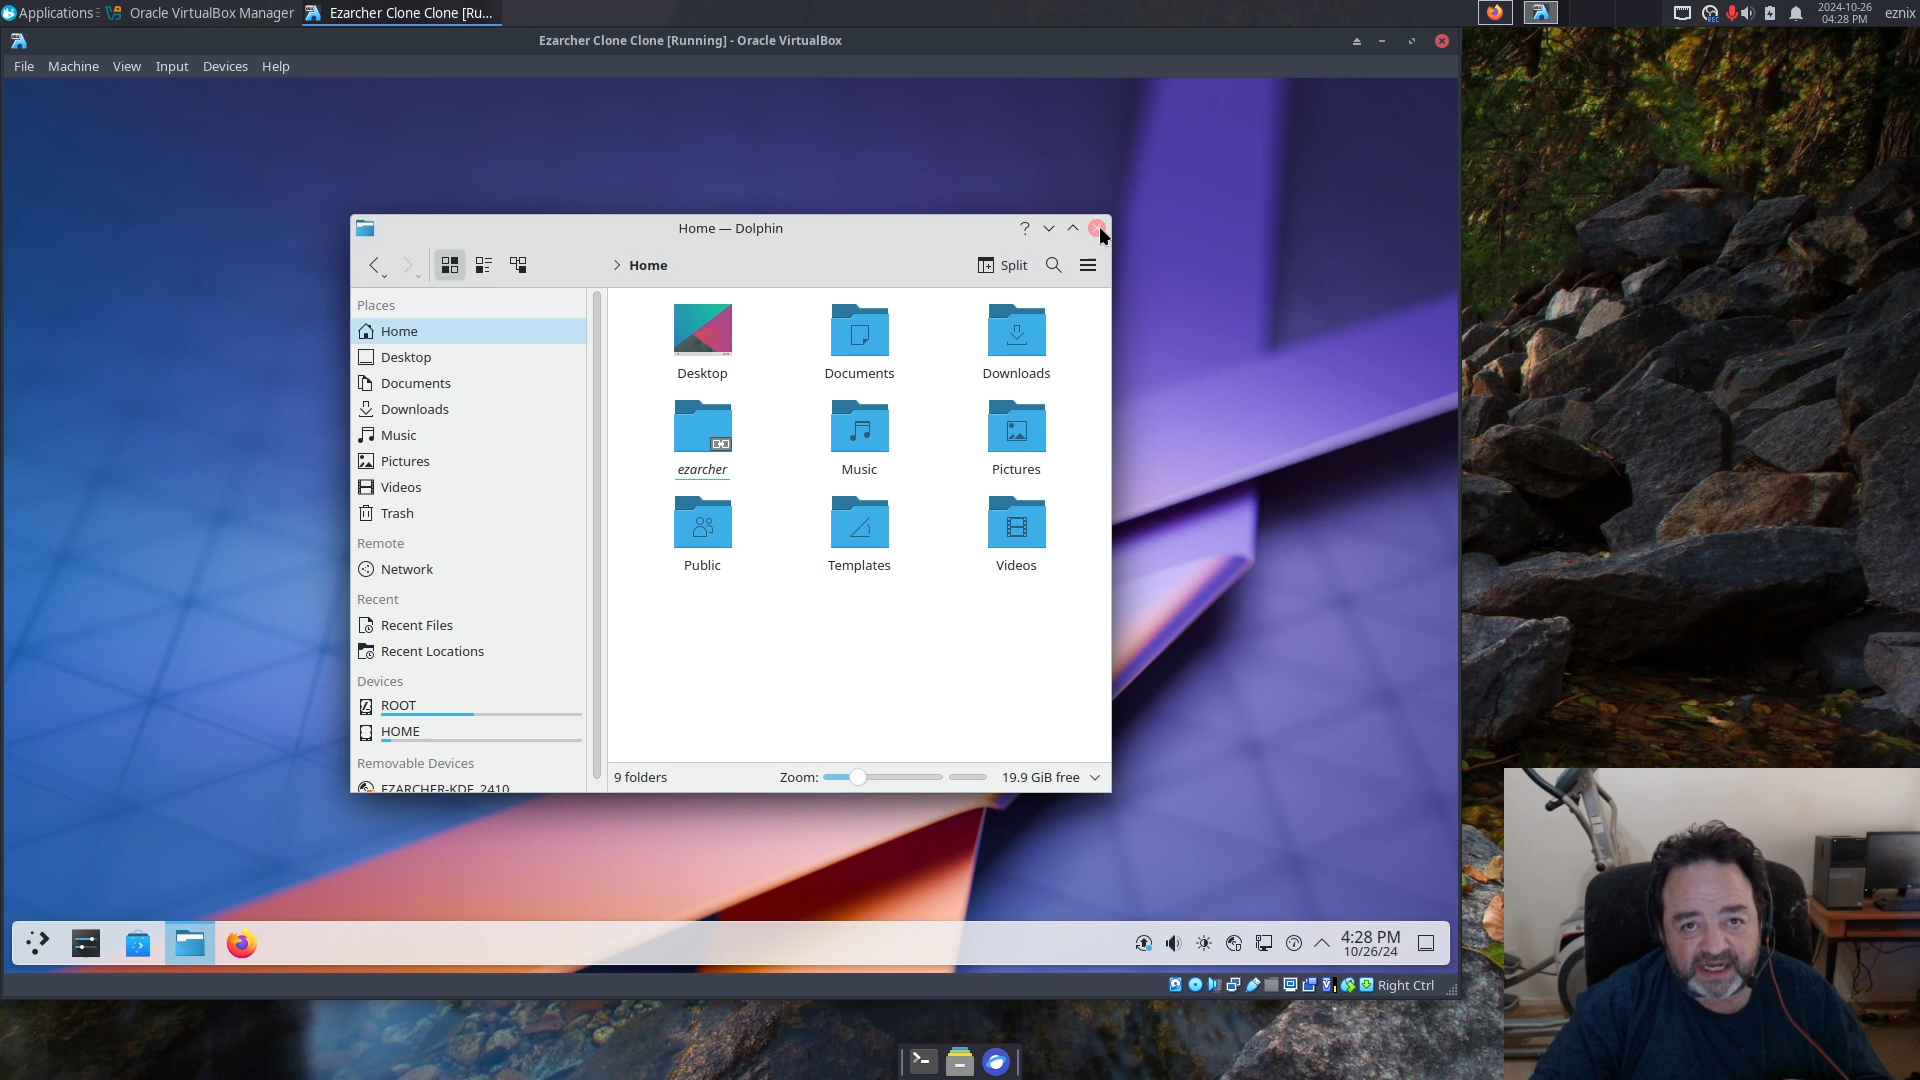 Applications
Oracle VirtualBox Manager
Ezarcher Clone Clone [Ru...
REC
2024-10-26
04:28 PM
eznix
Ezarcher Clone Clone [Running] - Oracle VirtualBox
File
Machine
View
Input
Devices
Help
Home — Dolphin
Home
Split
Places
Home
Desktop
Documents
Downloads
Music
Pictures
Videos
Trash
Remote
Network
Recent
Recent Files
Recent Locations
Devices
ROOT
HOME
Removable Devices
EZARCHER-KDE_2410
Desktop
Documents
Downloads
ezarcher
Music
Pictures
Public
Templates
Videos
9 folders
Zoom:
19.9 GiB free
4:28 PM
10/26/24
Right Ctrl